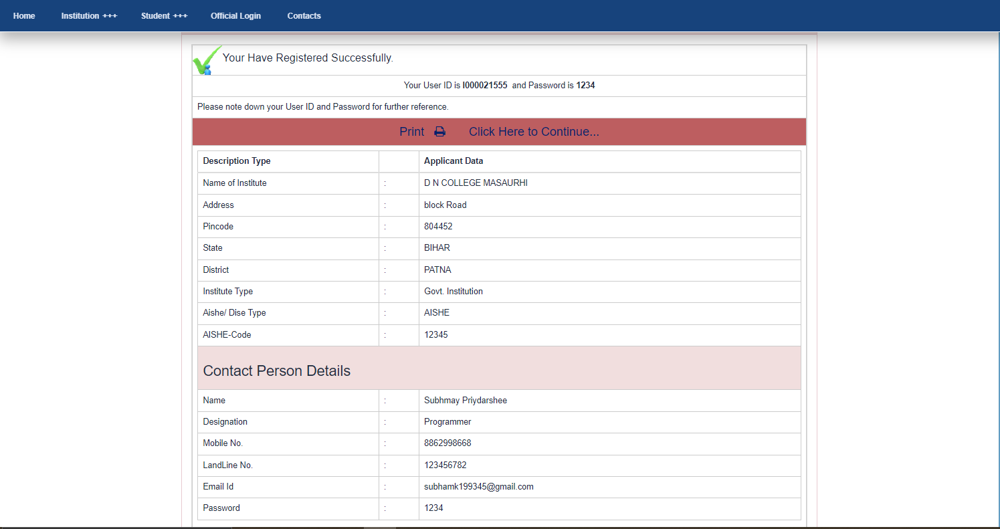 Home Institution +++ Student +++ Official Login Contacts
Your Have Registered Successfully.
Your User ID is I000021555 and Password is 1234
Please note down your User ID and Password for further reference.
Print Click Here to Continue...
Description Type Applicant Data
Name of Institute : D N COLLEGE MASAURHI
Address : block Road
Pincode : 804452
State : BIHAR
District : PATNA
Institute Type : Govt. Institution
Aishe/ Dise Type : AISHE
AISHE-Code : 12345
Contact Person Details
Name : Subhmay Priydarshee
Designation : Programmer
Mobile No. : 8862998668
LandLine No. : 123456782
Email Id : subhamk199345@gmail.com
Password : 1234